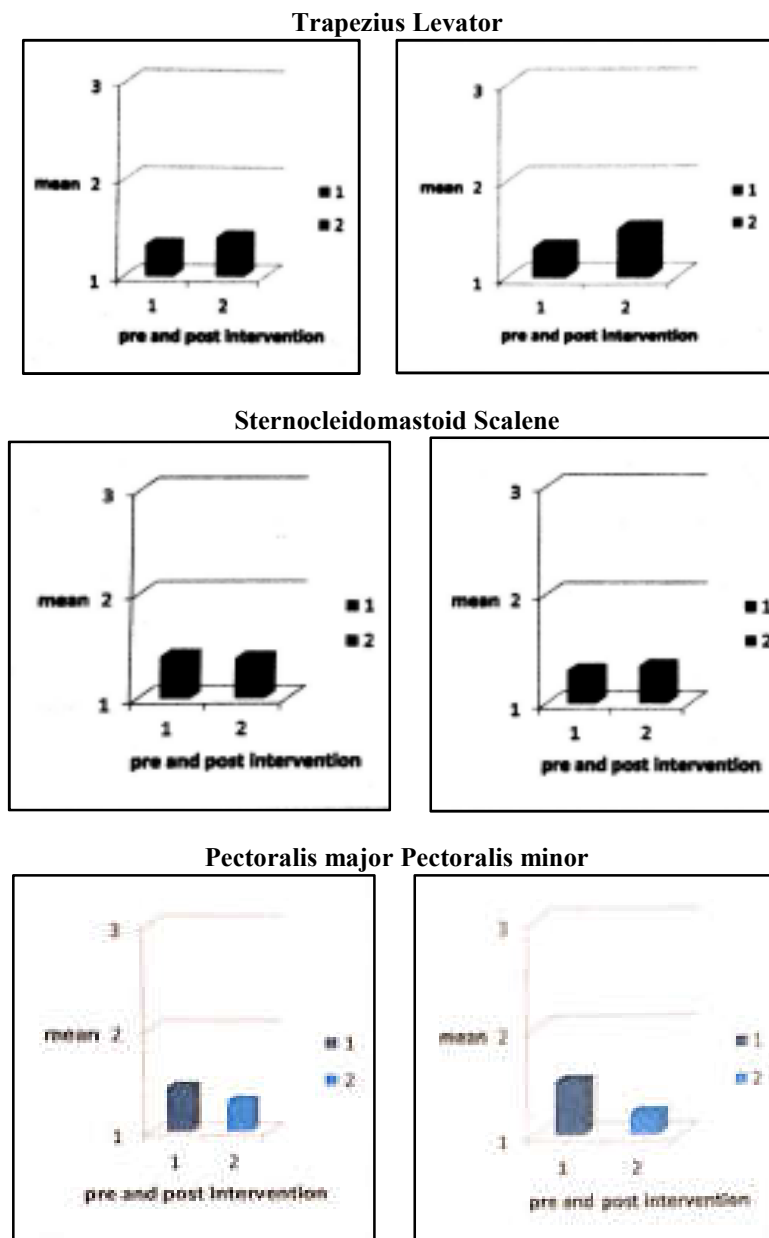 Trapezius Levator
3
mean 2
1
1 2
pre and post intervention
1
2
3
mean 2
1
1 2
pre and post intervention
1
2
Sternocleidomastoid Scalene
3
mean 2
1
1 2
pre and post intervention
1
2
3
mean 2
1
1 2
pre and post intervention
1
2
Pectoralis major Pectoralis minor
3
mean 2
1
1 2
pre and post intervention
1
2
3
mean 2
1
1 2
pre and post intervention
1
2